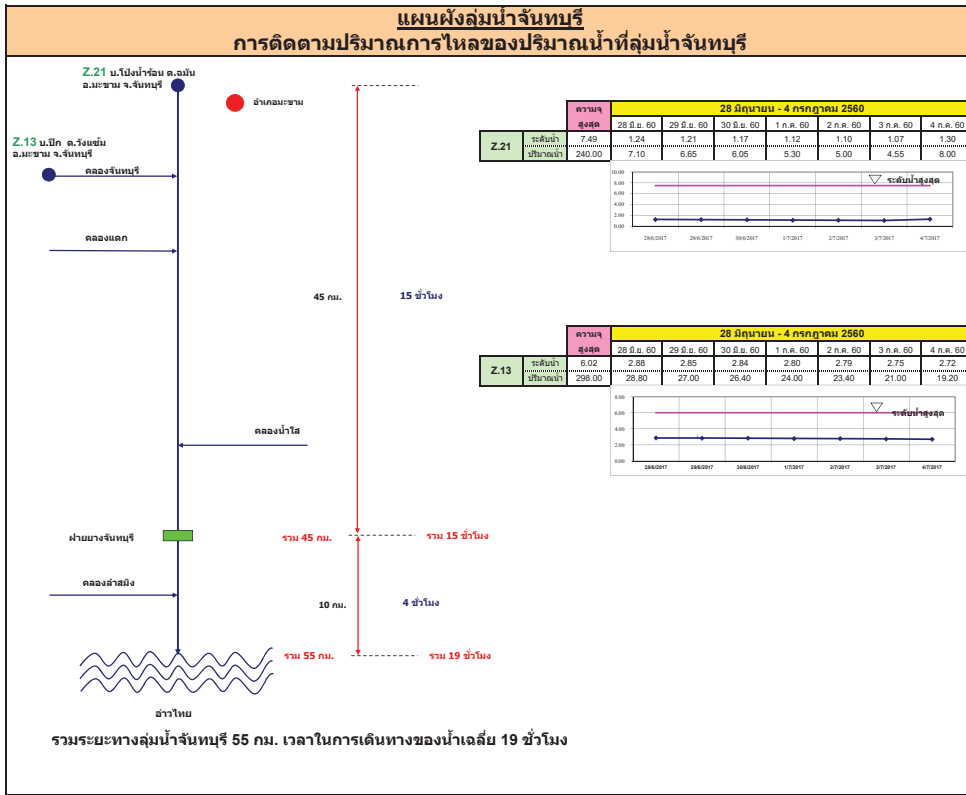 แผนผังลุ่มน้ำจันทบุรี
การติดตามปริมาณการไหลของปริมาณน้ำที่ลุ่มน้ำจันทบุรี
Z.21 บ.โป่งน้ำร้อน ต.ฉมัน
อ.มะขาม จ.จันทบุรี
อำเภอมะขาม
Z.13 บ.ปึก ต.วังแซ้ม
อ.มะขาม จ.จันทบุรี
คลองจันทบุรี
คลองแตก
45 กม. 15 ชั่วโมง
คลองน้ำใส
ฝายยางจันทบุรี รวม 45 กม. รวม 15 ชั่วโมง
คลองลำสมิง
10 กม. 4 ชั่วโมง
รวม 55 กม. รวม 19 ชั่วโมง
อ่าวไทย
รวมระยะทางลุ่มน้ำจันทบุรี 55 กม. เวลาในการเดินทางของน้ำเฉลี่ย 19 ชั่วโมง
ความจุ 28 มิถุนายน - 4 กรกฎาคม 2560
สูงสุด 28 มิ.ย. 60 29 มิ.ย. 60 30 มิ.ย. 60 1 ก.ค. 60 2 ก.ค. 60 3 ก.ค. 60 4 ก.ค. 60
Z.21 ระดับน้ำ 7.49 1.24 1.21 1.17 1.12 1.10 1.07 1.30
ปริมาณน้ำ 240.00 7.10 6.65 6.05 5.30 5.00 4.55 8.00
10.00
8.00
6.00
4.00
2.00
0.00
ระดับน้ำสูงสุด
28/6/2017 29/6/2017 30/6/2017 1/7/2017 2/7/2017 3/7/2017 4/7/2017
ความจุ 28 มิถุนายน - 4 กรกฎาคม 2560
สูงสุด 28 มิ.ย. 60 29 มิ.ย. 60 30 มิ.ย. 60 1 ก.ค. 60 2 ก.ค. 60 3 ก.ค. 60 4 ก.ค. 60
Z.13 ระดับน้ำ 6.02 2.88 2.85 2.84 2.80 2.79 2.75 2.72
ปริมาณน้ำ 298.00 28.80 27.00 26.40 24.00 23.40 21.00 19.20
8.00
6.00
4.00
2.00
0.00
ระดับน้ำสูงสุด
28/6/2017 29/6/2017 30/6/2017 1/7/2017 2/7/2017 3/7/2017 4/7/2017